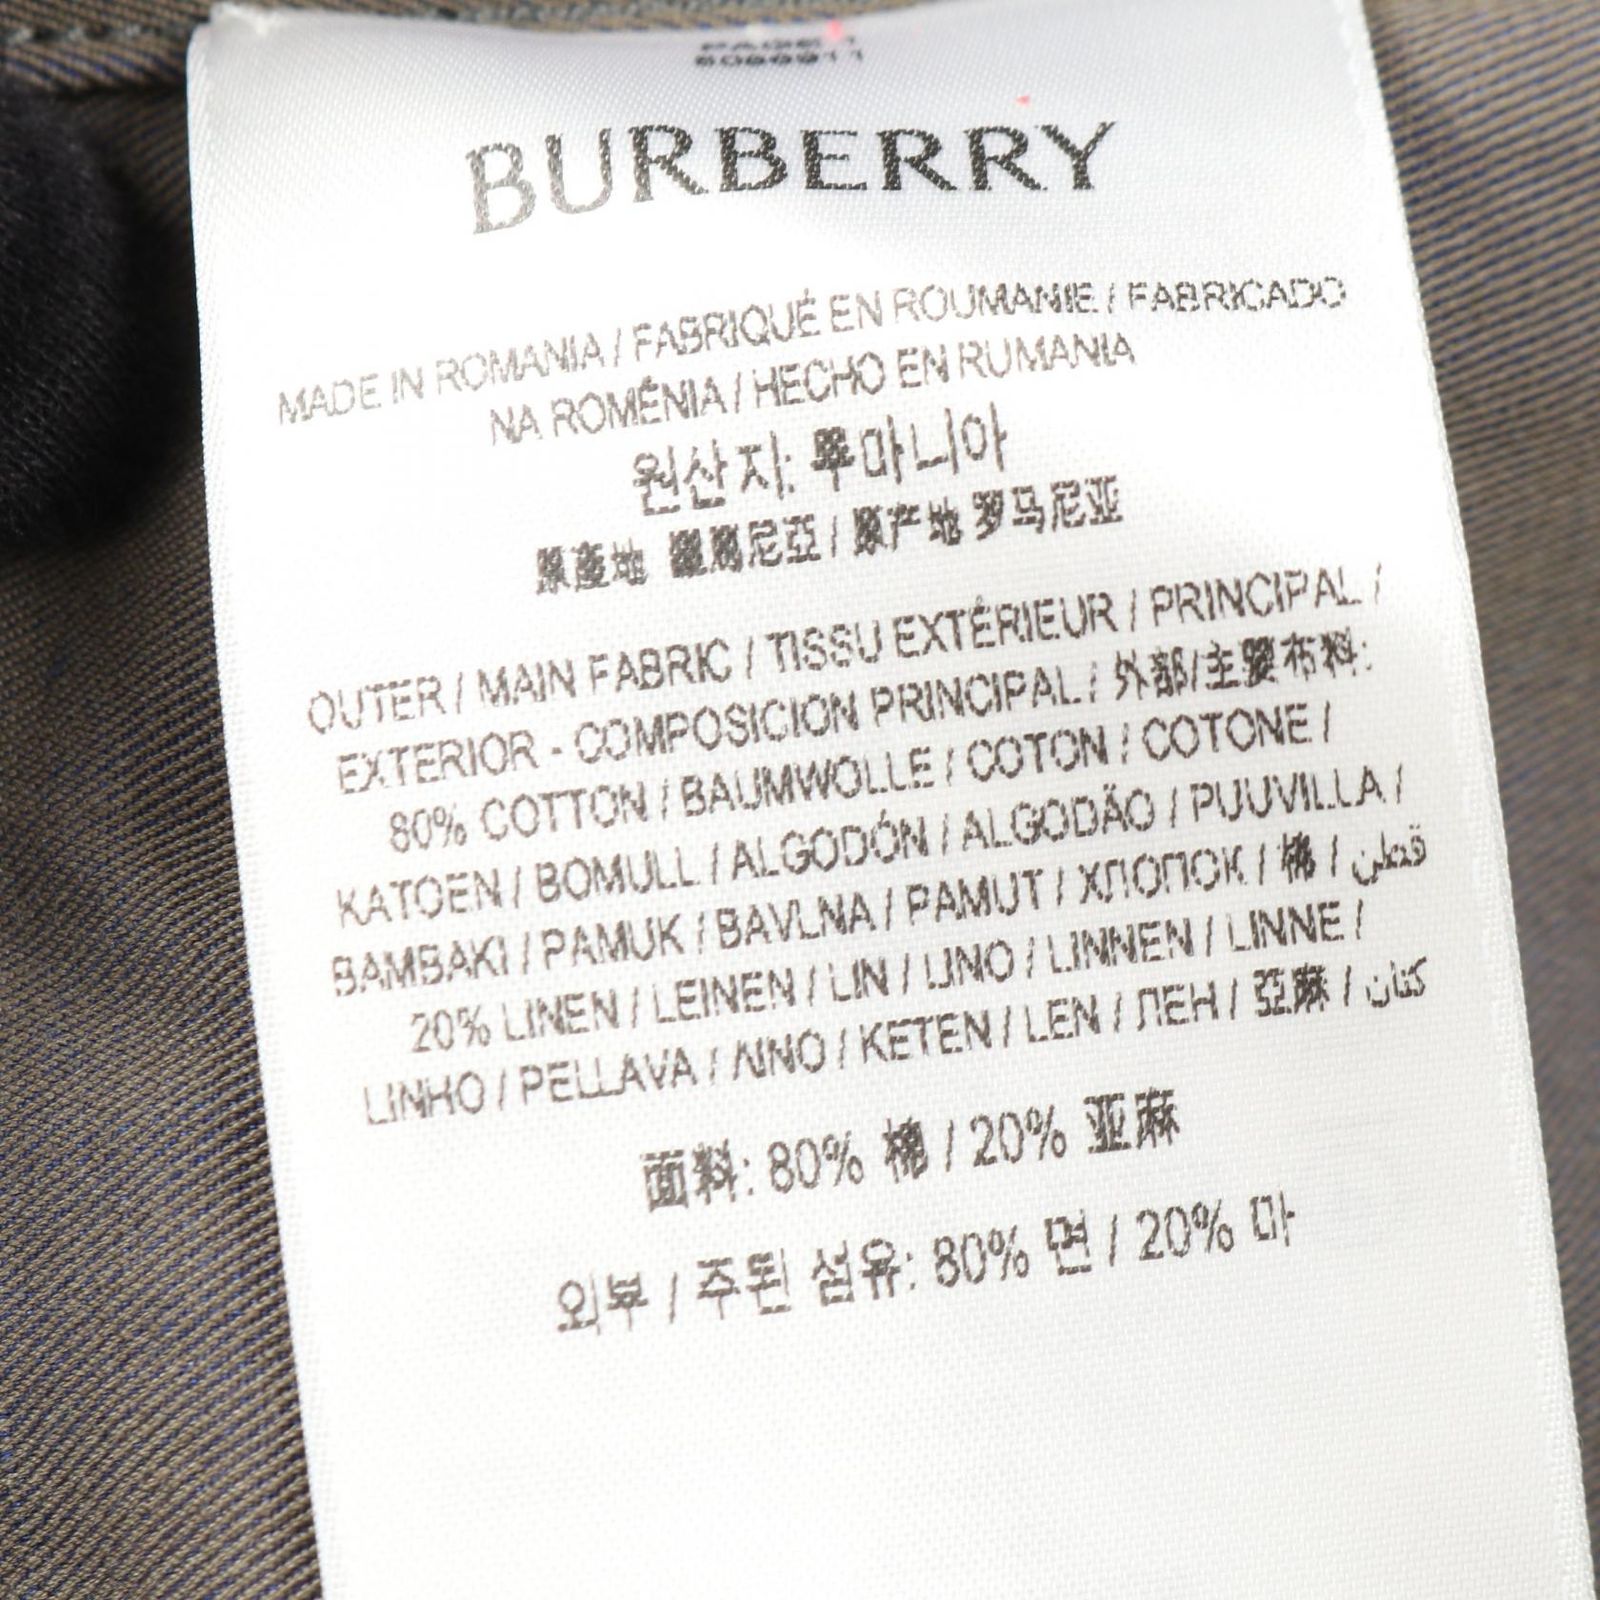 PAGE 1
BURBERRY
MADE IN ROMANIA / FABRIQUÉ EN ROUMANIE / FABRICADO
NA ROMÉNIA / HECHO EN RUMANIA
원산지: 루마니아
原產地 羅馬尼亞 / 原产地 罗马尼亚
OUTER / MAIN FABRIC / TISSU EXTÉRIEUR / PRINCIPAL /
EXTERIOR - COMPOSICION PRINCIPAL / 外部/主要布料:
80% COTTON / BAUMWOLLE / COTON / COTONE /
KATOEN / BOMULL / ALGODÓN / ALGODÃO / PUUVILLA /
BAMBAKI / PAMUK / BAVLNA / PAMUT / ХЛОПОК / 棉 / قطن
20% LINEN / LEINEN / LIN / LINO / LINNEN / LINNE /
LINHO / PELLAVA / ΛINO / KETEN / LEN / ЛЕН / 亞麻 / كتان
面料: 80% 棉 / 20% 亚麻
외부 / 주된 섬유: 80% 면 / 20% 마